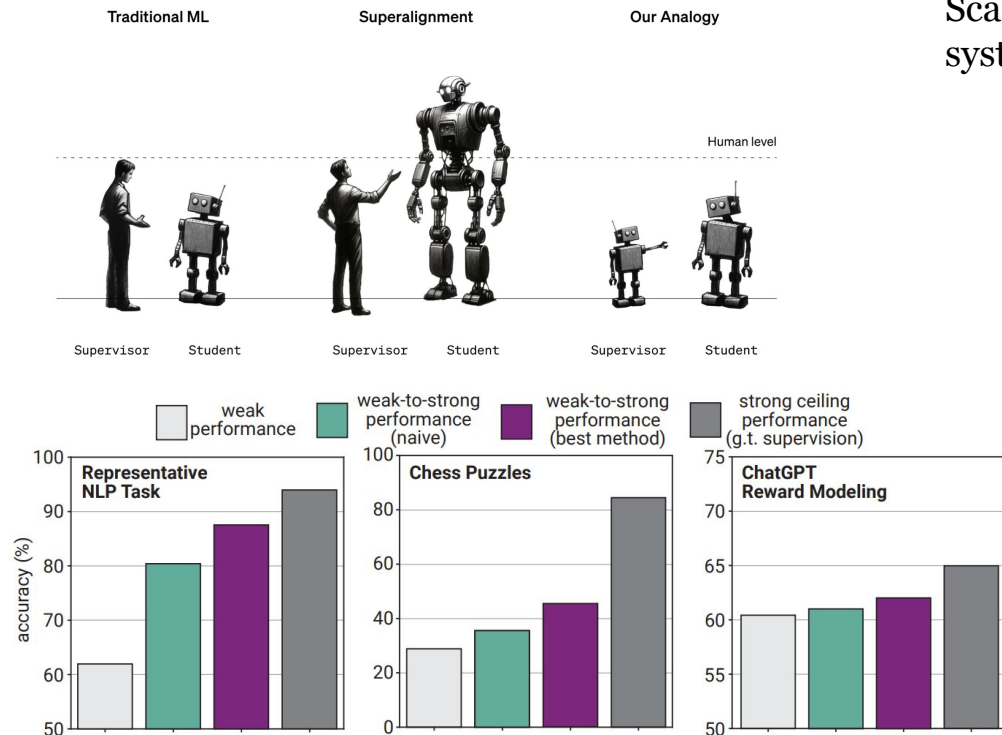 Traditional ML
Superalignment
Our Analogy
Human level
Supervisor
Student
Supervisor
Student
Supervisor
Student
weak
performance
weak-to-strong
performance
(naive)
weak-to-strong
performance
(best method)
strong ceiling
performance
(g.t. supervision)
accuracy (%)
100
90
80
70
60
50
Representative
NLP Task
100
80
60
40
20
0
Chess Puzzles
75
70
65
60
55
50
ChatGPT
Reward Modeling